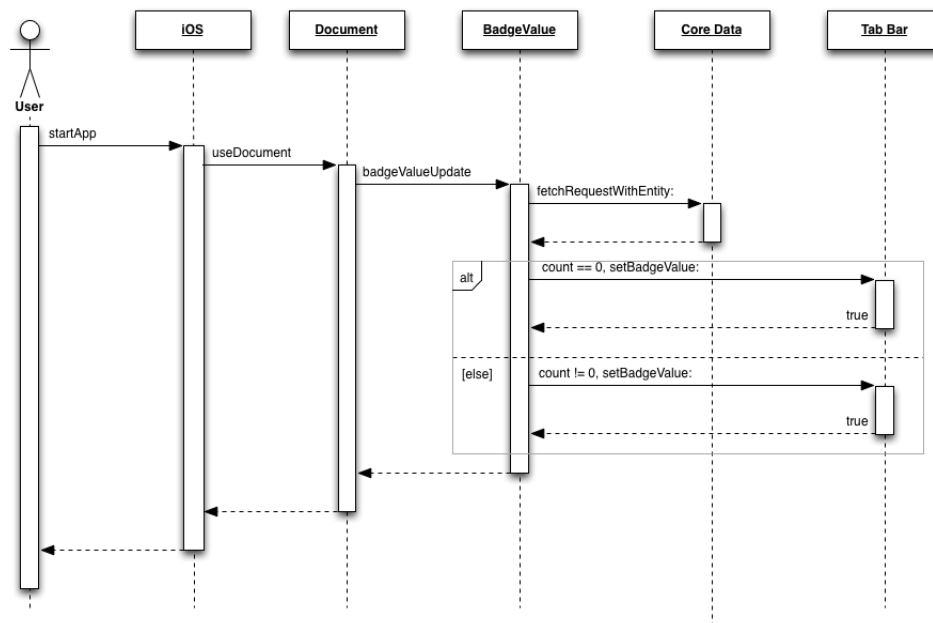 iOS
Document
BadgeValue
Core Data
Tab Bar
User
startApp
useDocument
badgeValueUpdate
fetchRequestWithEntity:
alt
count == 0, setBadgeValue:
true
[else]
count != 0, setBadgeValue:
true